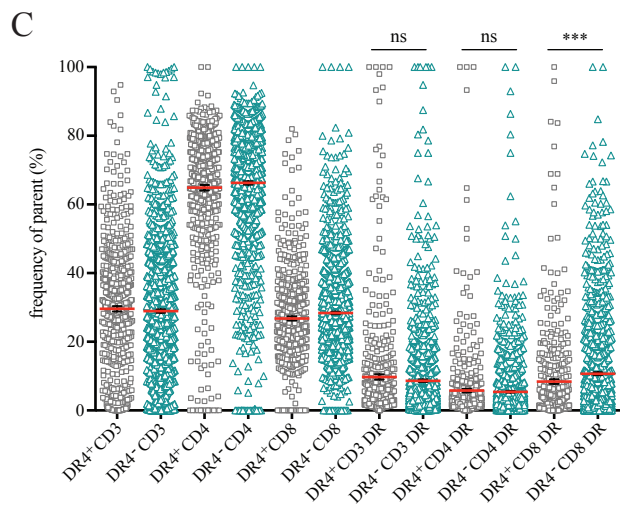 C
ns ns ***
100
80
60
40
20
0
frequency of parent (%)
DR4⁺CD3
DR4⁻CD3
DR4⁺CD4
DR4⁻CD4
DR4⁺CD8
DR4⁻CD8
DR4⁺CD3 DR
DR4⁻CD3 DR
DR4⁺CD4 DR
DR4⁻CD4 DR
DR4⁺CD8 DR
DR4⁻CD8 DR